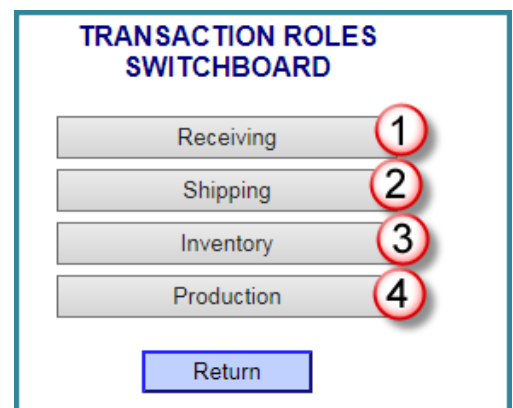 TRANSACTION ROLES
SWITCHBOARD
Receiving 1
Shipping 2
Inventory 3
Production 4
Return